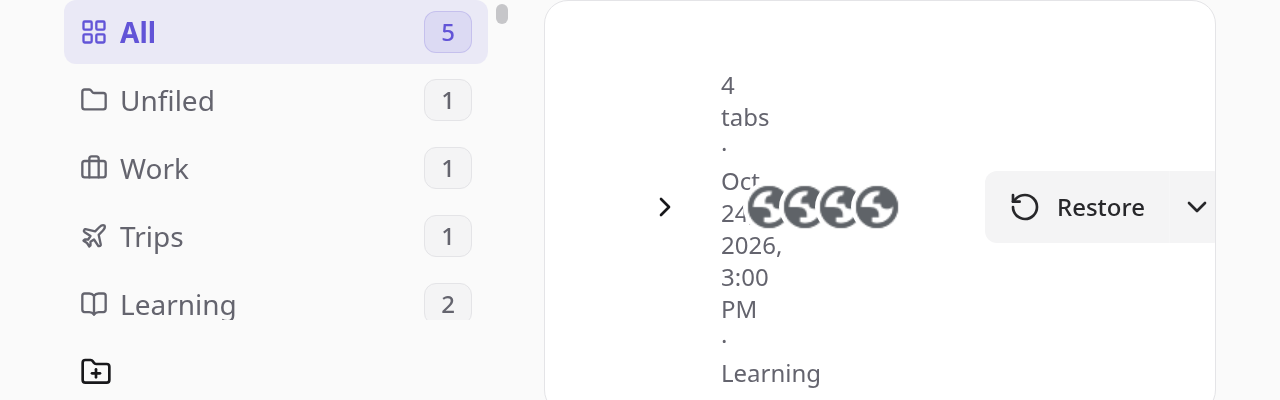 All
5
Unfiled
1
Work
1
Trips
1
Learning
2
4
tabs
·
Oct
24
2026,
3:00
PM
·
Learning
Restore